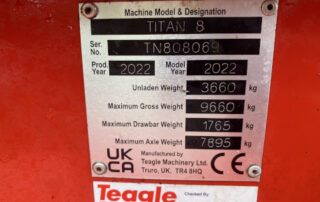 Machine Model & Designation
TITAN 8
Ser. No. TN808069
Prod. Year 2022 Model Year 2022
Unladen Weight 3660 kg
Maximum Gross Weight 9660 kg
Maximum Drawbar Weight 1765 kg
Maximum Axle Weight 7895 kg
UK CA Manufactured by CE
Teagle Machinery Ltd.
Truro, UK, TR4 8HQ
Teagle Checked By